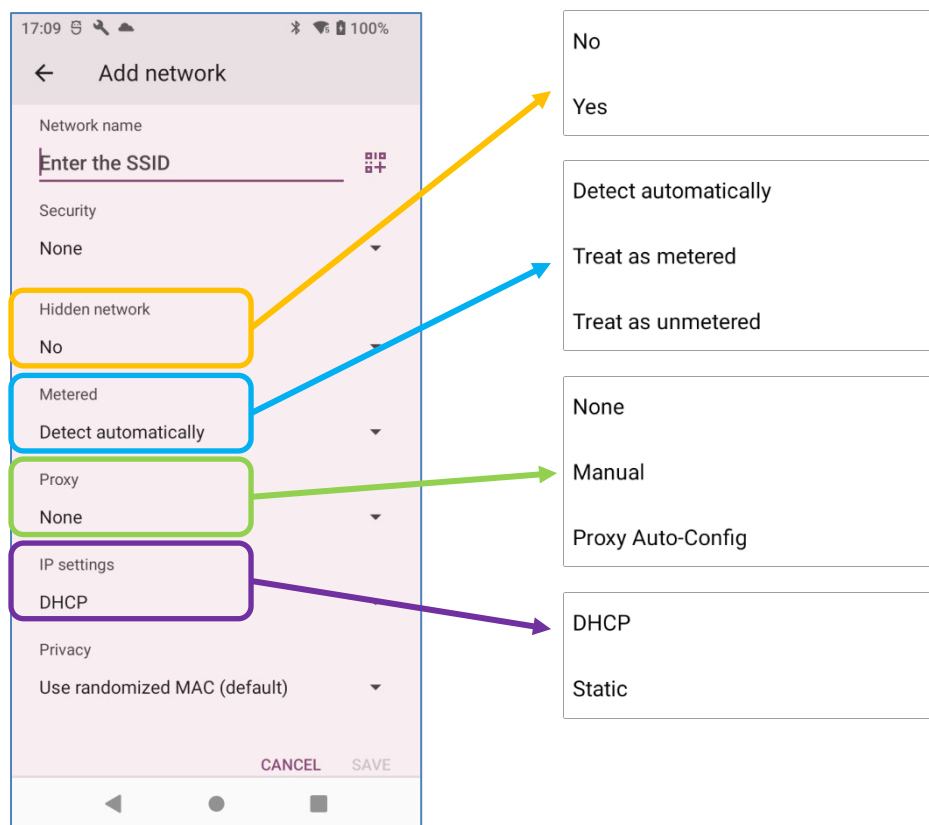 17:09 100%
Add network
Network name
Enter the SSID
Security
None
Hidden network
No
Metered
Detect automatically
Proxy
None
IP settings
DHCP
Privacy
Use randomized MAC (default)
CANCEL SAVE
No
Yes
Detect automatically
Treat as metered
Treat as unmetered
None
Manual
Proxy Auto-Config
DHCP
Static